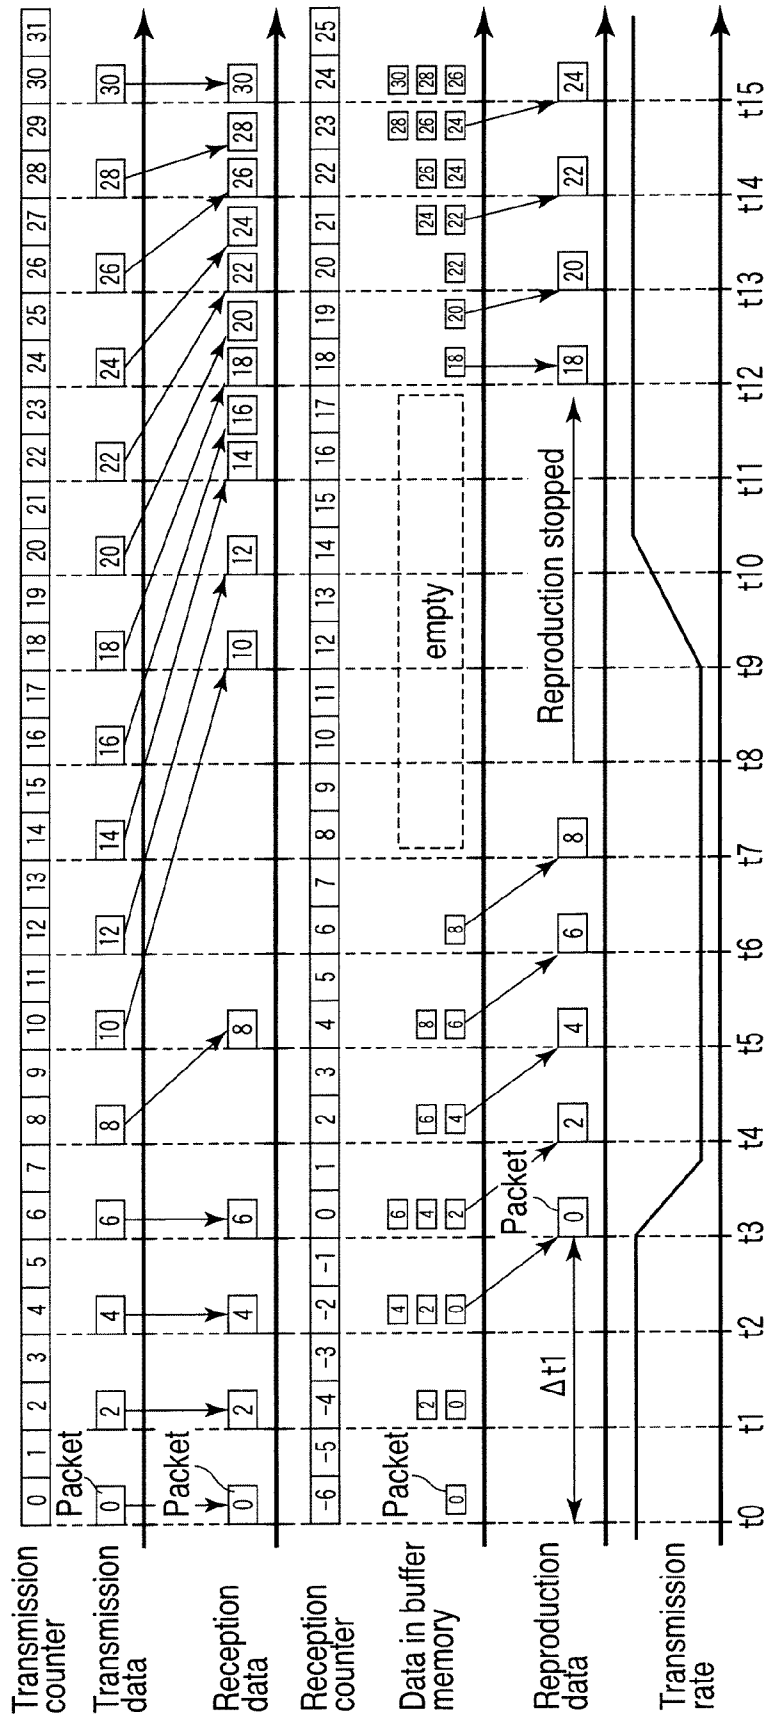 Transmission
counter
0 1 2 3 4 5 6 7 8 9 10 11 12 13 14 15 16 17 18 19 20 21 22 23 24 25 26 27 28 29 30 31
Packet
Transmission
data
0 2 4 6 8 10 12 14 16 18 20 22 24 26 28 30
Packet
Reception
data
0 2 4 6 8 10 12 14 16 18 20 22 24 26 28 30
Reception
counter
-6 -5 -4 -3 -2 -1 0 1 2 3 4 5 6 7 8 9 10 11 12 13 14 15 16 17 18 19 20 21 22 23 24 25
Packet
Data in buffer
memory
4 6 28 30
2 2 4 6 8 24 26 26 28
0 0 0 2 4 6 8 18 20 22 22 24 24 26
empty
Packet
Reproduction
data
Δt1
0 2 4 6 8
Reproduction stopped
18 20 22 24
Transmission
rate
t0 t1 t2 t3 t4 t5 t6 t7 t8 t9 t10 t11 t12 t13 t14 t15